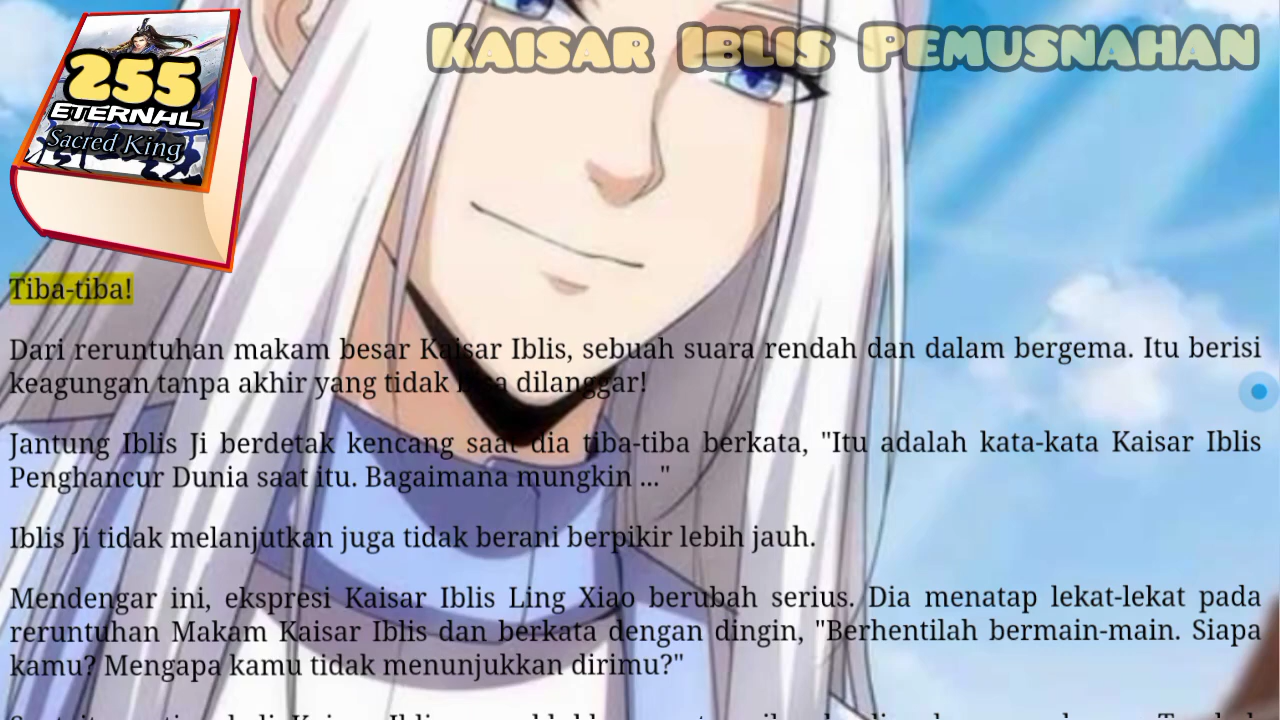 Kaisar Iblis Pemusnahan
255
ETERNAL
Sacred King
Tiba-tiba!
Dari reruntuhan makam besar Kaisar Iblis, sebuah suara rendah dan dalam bergema. Itu berisi
keagungan tanpa akhir yang tidak bisa dilanggar!
Jantung Iblis Ji berdetak kencang saat dia tiba-tiba berkata, "Itu adalah kata-kata Kaisar Iblis
Penghancur Dunia saat itu. Bagaimana mungkin ..."
Iblis Ji tidak melanjutkan juga tidak berani berpikir lebih jauh.
Mendengar ini, ekspresi Kaisar Iblis Ling Xiao berubah serius. Dia menatap lekat-lekat pada
reruntuhan Makam Kaisar Iblis dan berkata dengan dingin, "Berhentilah bermain-main. Siapa
kamu? Mengapa kamu tidak menunjukkan dirimu?"